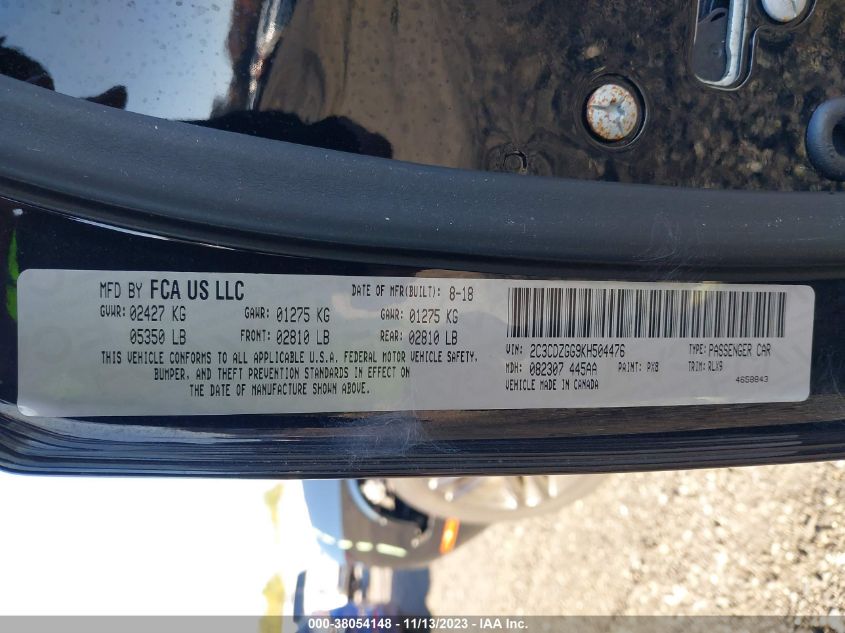 MFD BY FCA US LLC DATE OF MFR(BUILT): 8-18
GVWR: 02427 KG GAWR: 01275 KG GAWR: 01275 KG
05350 LB FRONT: 02810 LB REAR: 02810 LB
THIS VEHICLE CONFORMS TO ALL APPLICABLE U.S.A. FEDERAL MOTOR VEHICLE SAFETY,
BUMPER, AND THEFT PREVENTION STANDARDS IN EFFECT ON
THE DATE OF MANUFACTURE SHOWN ABOVE.
VIN: 2C3CDZGG9KH504476 TYPE: PASSENGER CAR
MDH: 082307 445AA PAINT: PX8 TRIM: RLX9
VEHICLE MADE IN CANADA 4658843
000-38054148 - 11/13/2023 - IAA Inc.